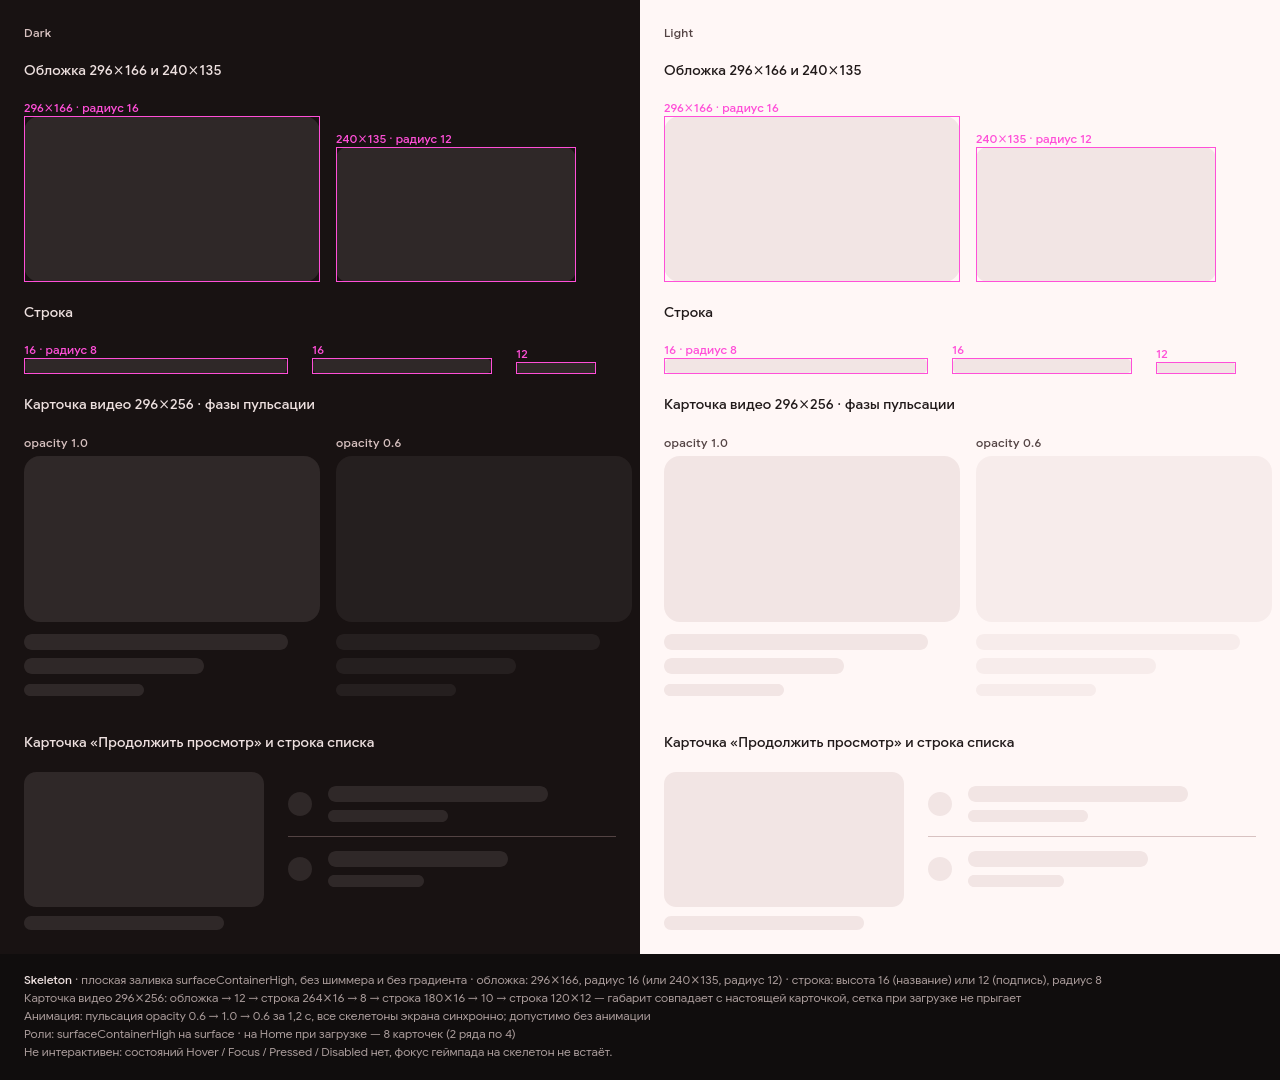 Dark
Обложка 296×166 и 240×135
296×166 · радиус 16
240×135 · радиус 12
Строка
16 · радиус 8
16
12
Карточка видео 296×256 · фазы пульсации
opacity 1.0
opacity 0.6
Карточка «Продолжить просмотр» и строка списка
Light
Обложка 296×166 и 240×135
296×166 · радиус 16
240×135 · радиус 12
Строка
16 · радиус 8
16
12
Карточка видео 296×256 · фазы пульсации
opacity 1.0
opacity 0.6
Карточка «Продолжить просмотр» и строка списка
Skeleton · плоская заливка surfaceContainerHigh, без шиммера и без градиента · обложка: 296×166, радиус 16 (или 240×135, радиус 12) · строка: высота 16 (название) или 12 (подпись), радиус 8
Карточка видео 296×256: обложка → 12 → строка 264×16 → 8 → строка 180×16 → 10 → строка 120×12 — габарит совпадает с настоящей карточкой, сетка при загрузке не прыгает
Анимация: пульсация opacity 0.6 → 1.0 → 0.6 за 1,2 с, все скелетоны экрана синхронно; допустимо без анимации
Роли: surfaceContainerHigh на surface · на Home при загрузке — 8 карточек (2 ряда по 4)
Не интерактивен: состояний Hover / Focus / Pressed / Disabled нет, фокус геймпада на скелетон не встаёт.